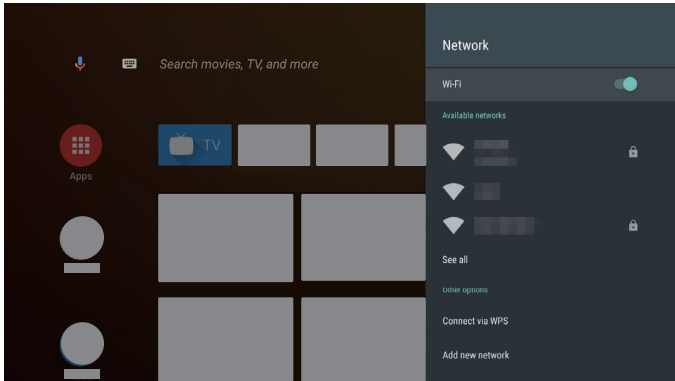 Search movies, TV, and more
TV
Apps
Network
Wi-Fi
Available networks
See all
Other options
Connect via WPS
Add new network